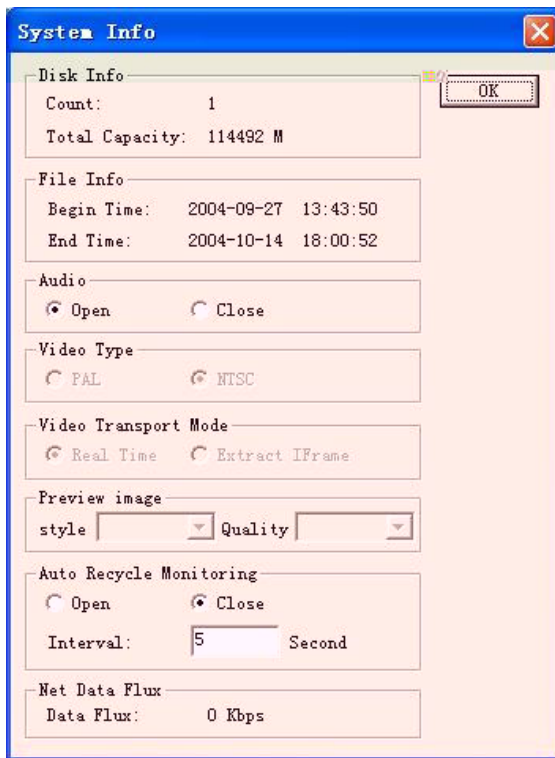 System Info
Disk Info
OK
Count: 1
Total Capacity: 114492 M
File Info
Begin Time: 2004-09-27 13:43:50
End Time: 2004-10-14 18:00:52
Audio
Open Close
Video Type
PAL NTSC
Video Transport Mode
Real Time Extract IFrame
Preview image
style Quality
Auto Recycle Monitoring
Open Close
Interval: 5 Second
Net Data Flux
Data Flux: 0 Kbps